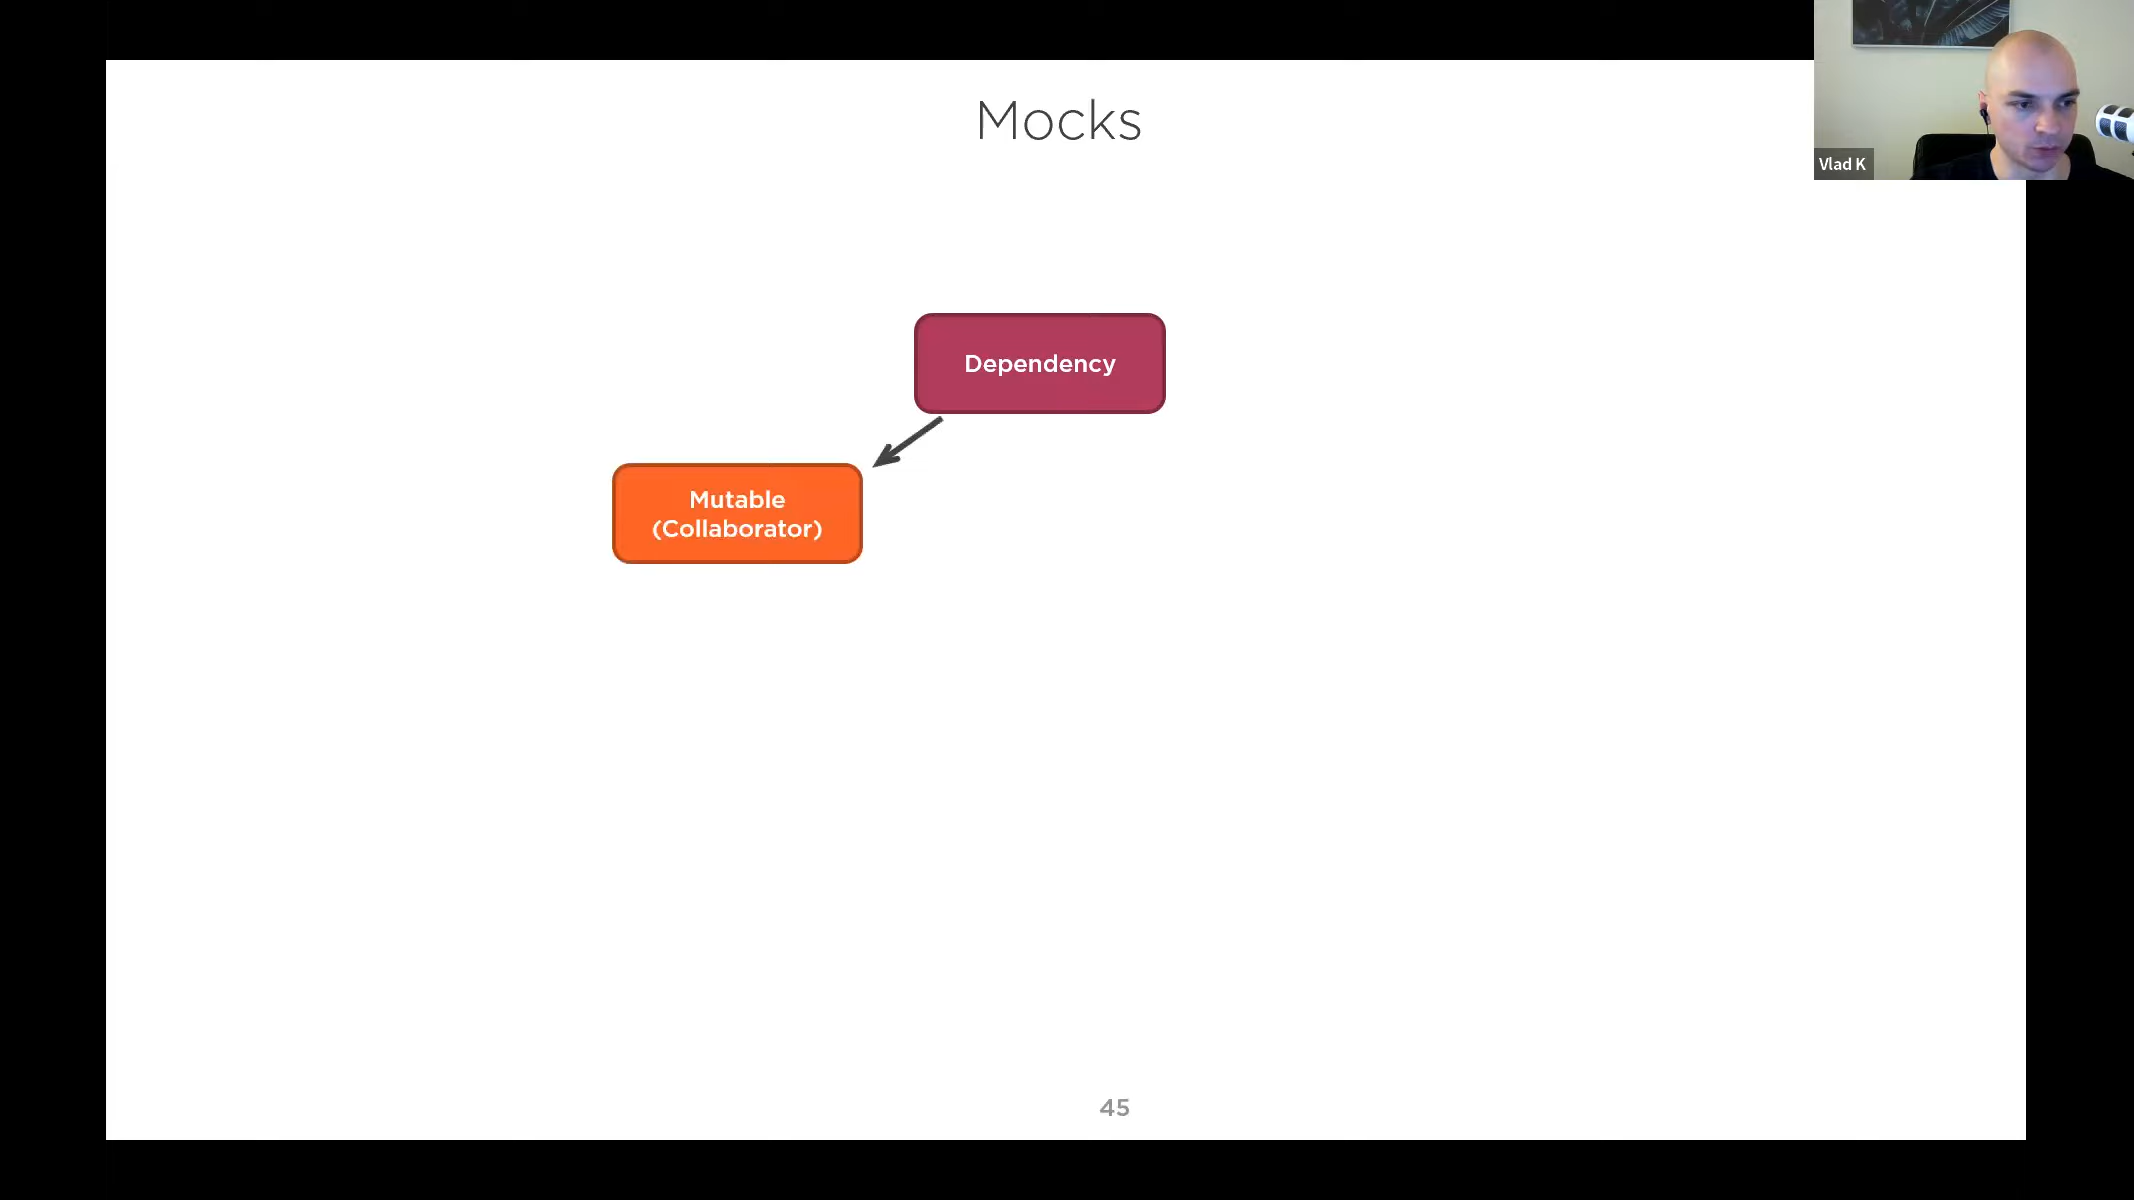 Mocks
Vlad K
Dependency
Mutable
(Collaborator)
45